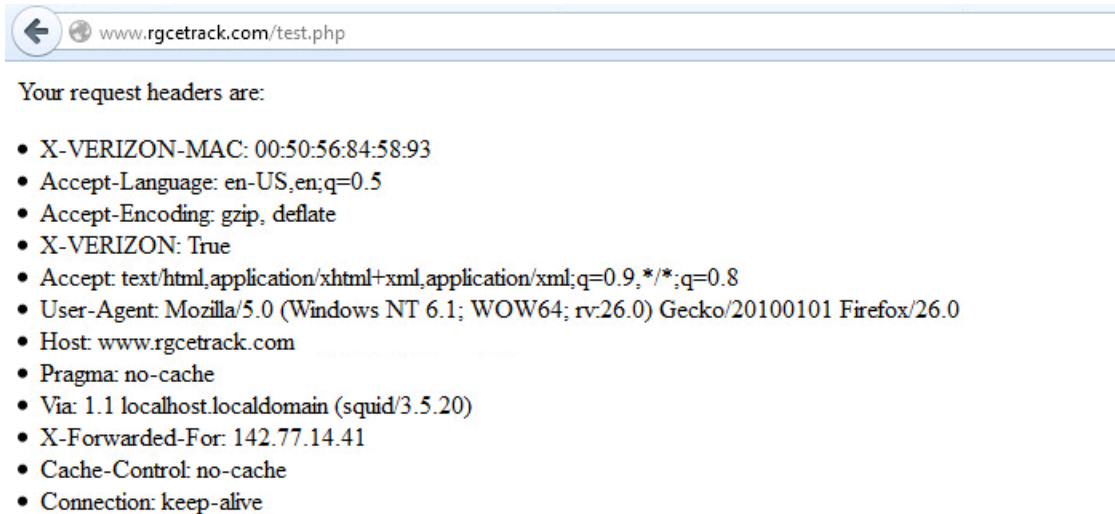 www.rgcetrack.com/test.php
Your request headers are:
• X-VERIZON-MAC: 00:50:56:84:58:93
• Accept-Language: en-US,en;q=0.5
• Accept-Encoding: gzip, deflate
• X-VERIZON: True
• Accept: text/html,application/xhtml+xml,application/xml;q=0.9,*/*;q=0.8
• User-Agent: Mozilla/5.0 (Windows NT 6.1; WOW64; rv:26.0) Gecko/20100101 Firefox/26.0
• Host: www.rgcetrack.com
• Pragma: no-cache
• Via: 1.1 localhost.localdomain (squid/3.5.20)
• X-Forwarded-For: 142.77.14.41
• Cache-Control: no-cache
• Connection: keep-alive